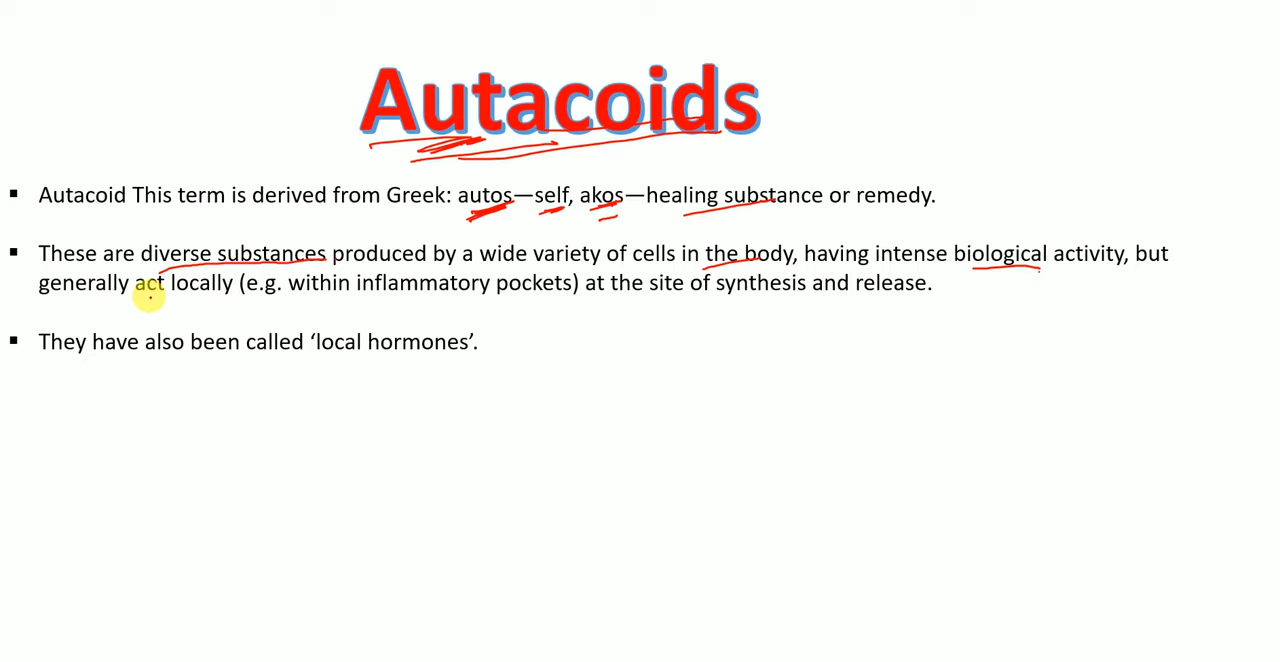 Autacoids
▪ Autacoid This term is derived from Greek: autos—self, akos—healing substance or remedy.
▪ These are diverse substances produced by a wide variety of cells in the body, having intense biological activity, but
generally act locally (e.g. within inflammatory pockets) at the site of synthesis and release.
▪ They have also been called ‘local hormones’.